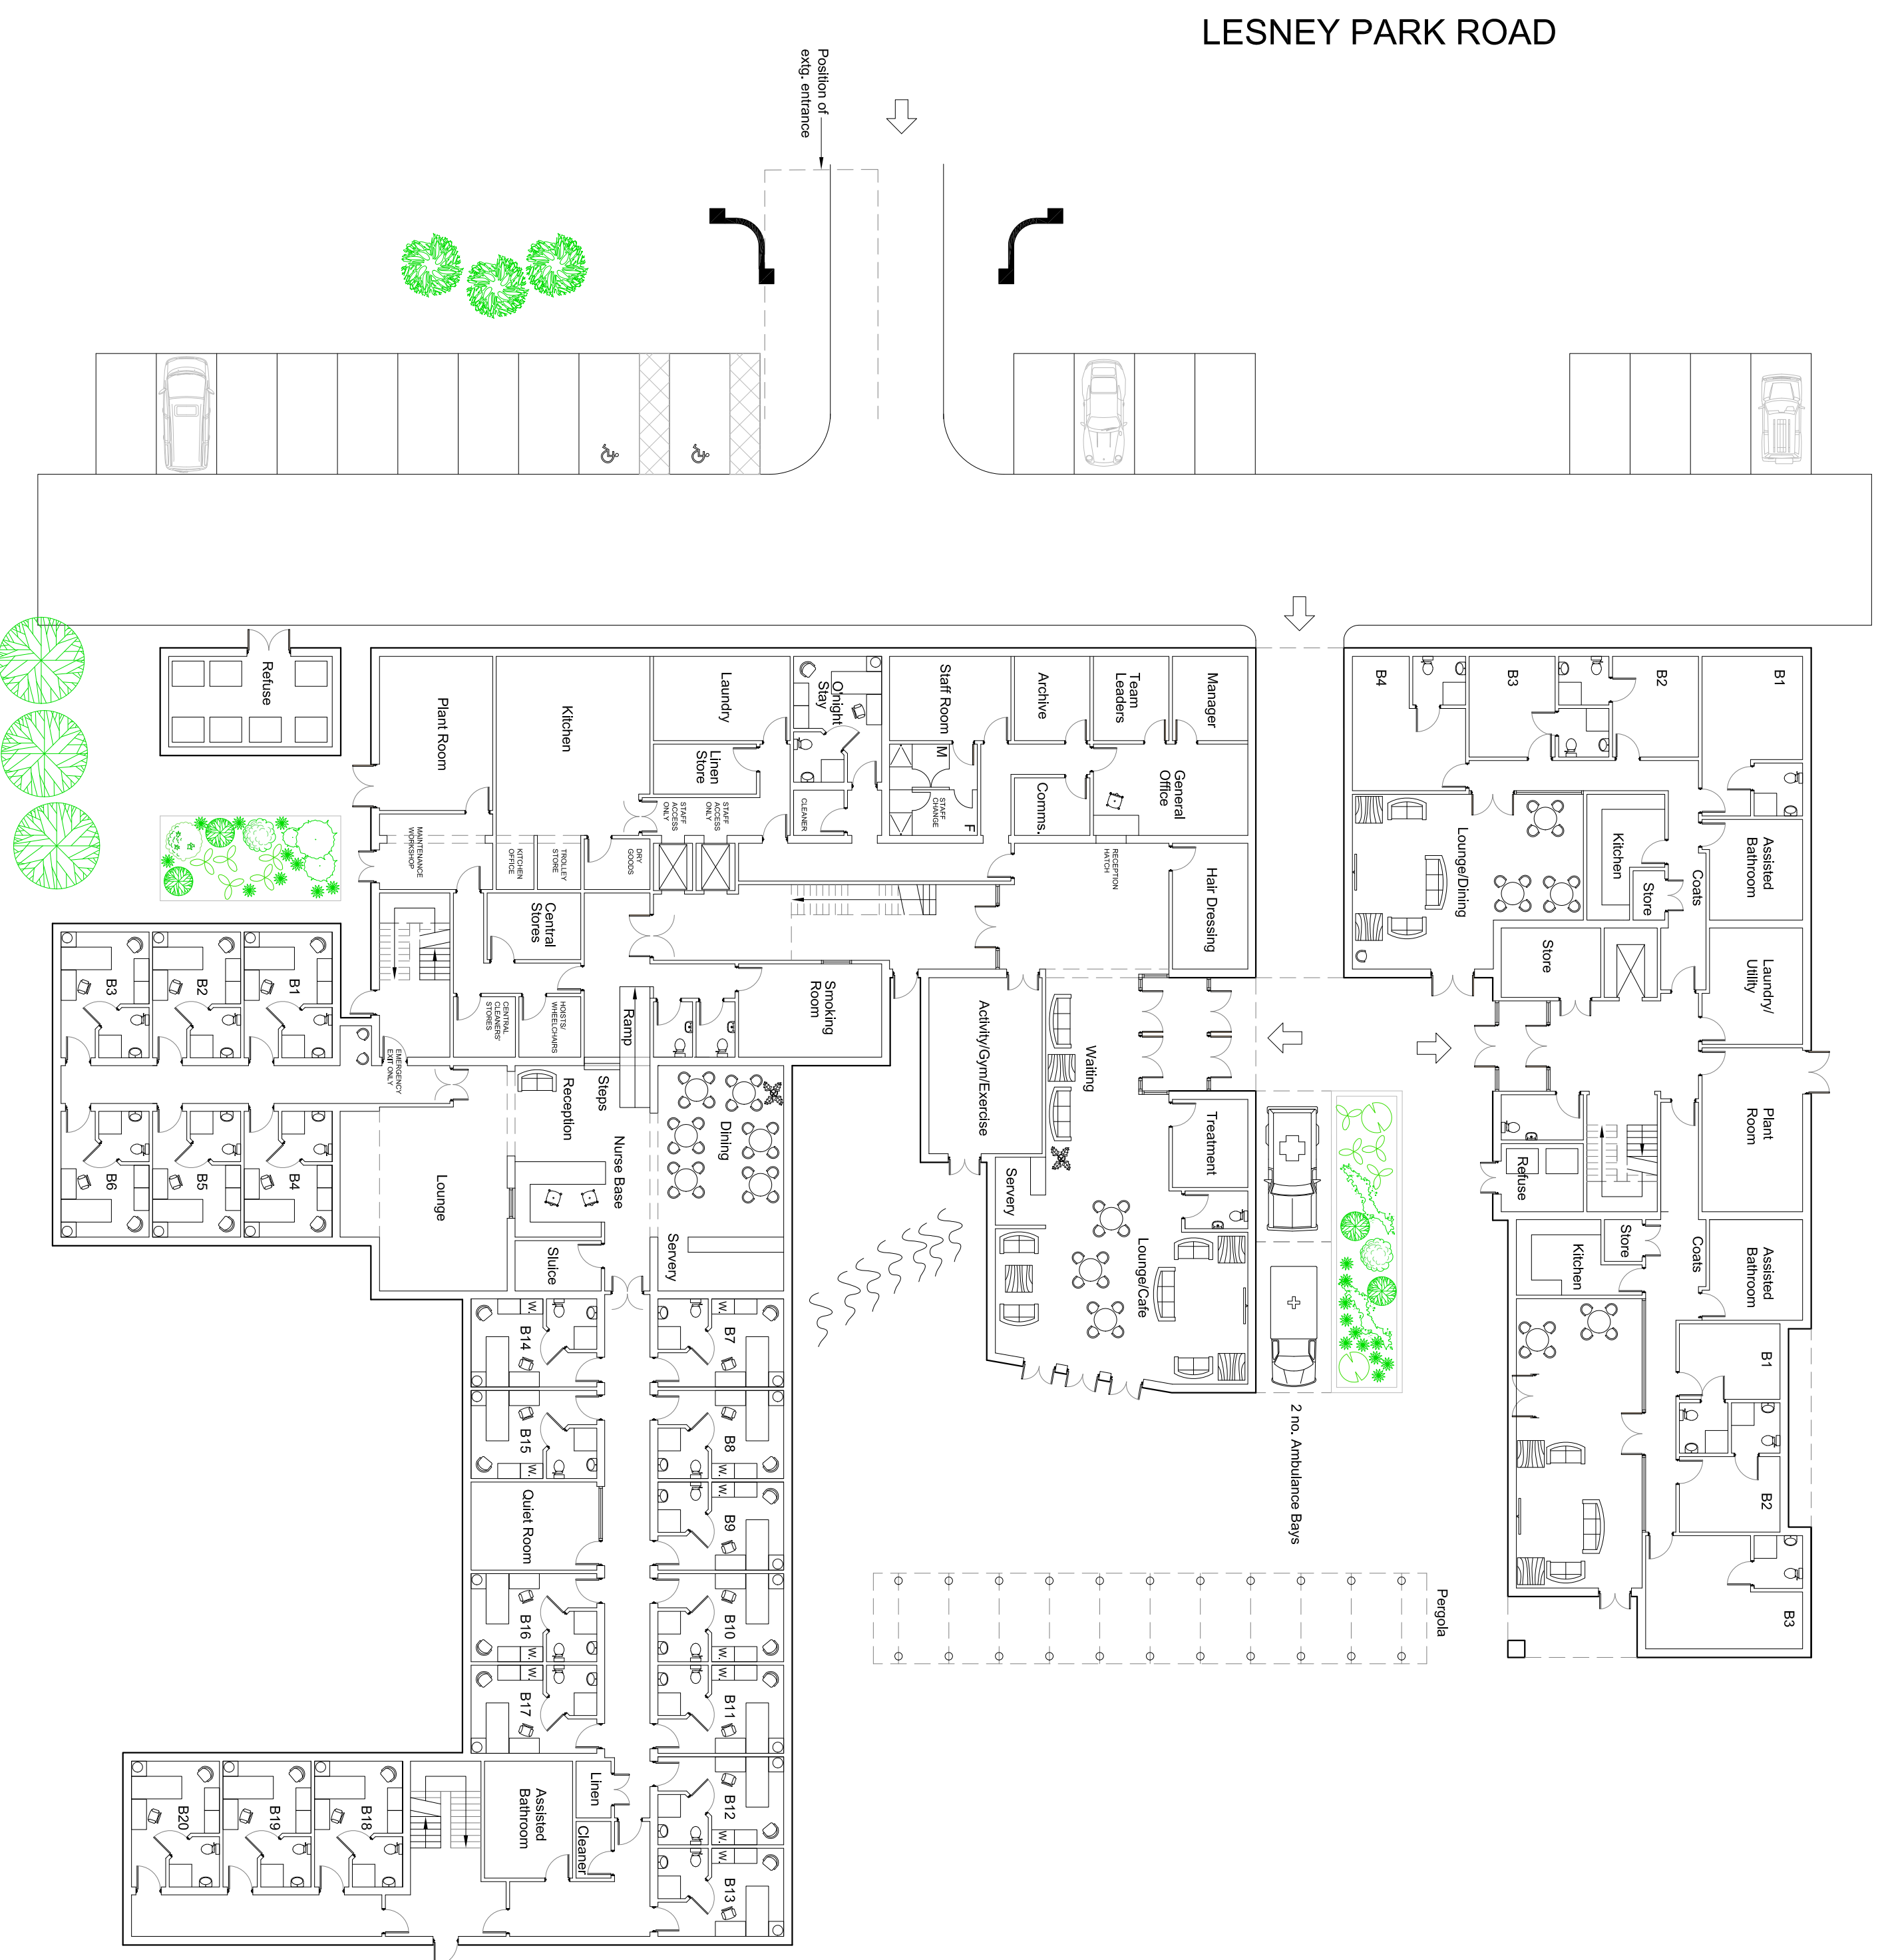 LESNEY PARK ROAD
Position of
extg. entrance
Refuse
Plant Room
Kitchen
Laundry
Linen
Store
O'night
Stay
CLEANER
Staff Room
M
STAFF
CHANGE
F
Archive
Team
Leaders
Manager
General
Office
Comms.
RECEPTION
HATCH
Hair Dressing
STAFF
ACCESS
ONLY
STAFF
ACCESS
ONLY
MAINTENANCE
WORKSHOP
KITCHEN
OFFICE
TROLLEY
STORE
DRY
GOODS
Central
Stores
CENTRAL
CLEANERS'
STORES
HOISTS/
WHEELCHAIRS
EMERGENCY
EXIT ONLY
Ramp
Smoking
Room
Activity/Gym/Exercise
Waiting
Treatment
Servery
Lounge/Cafe
2 no. Ambulance Bays
Pergola
B4
B3
B2
B1
Lounge/Dining
Kitchen
Store
Coats
Assisted
Bathroom
Store
Laundry/
Utility
Plant
Room
Refuse
Kitchen
Store
Coats
Assisted
Bathroom
B1
B2
B3
B3
B2
B1
B6
B5
B4
Reception
Steps
Nurse Base
Lounge
Sluice
Dining
Servery
W.
B14
B7
W.
B15
W.
B8
W.
Quiet Room
B9
W.
B16
W.
B10
W.
W.
B17
B11
W.
B12
W.
B13
W.
Linen
Cleaner
Assisted
Bathroom
B18
B19
B20